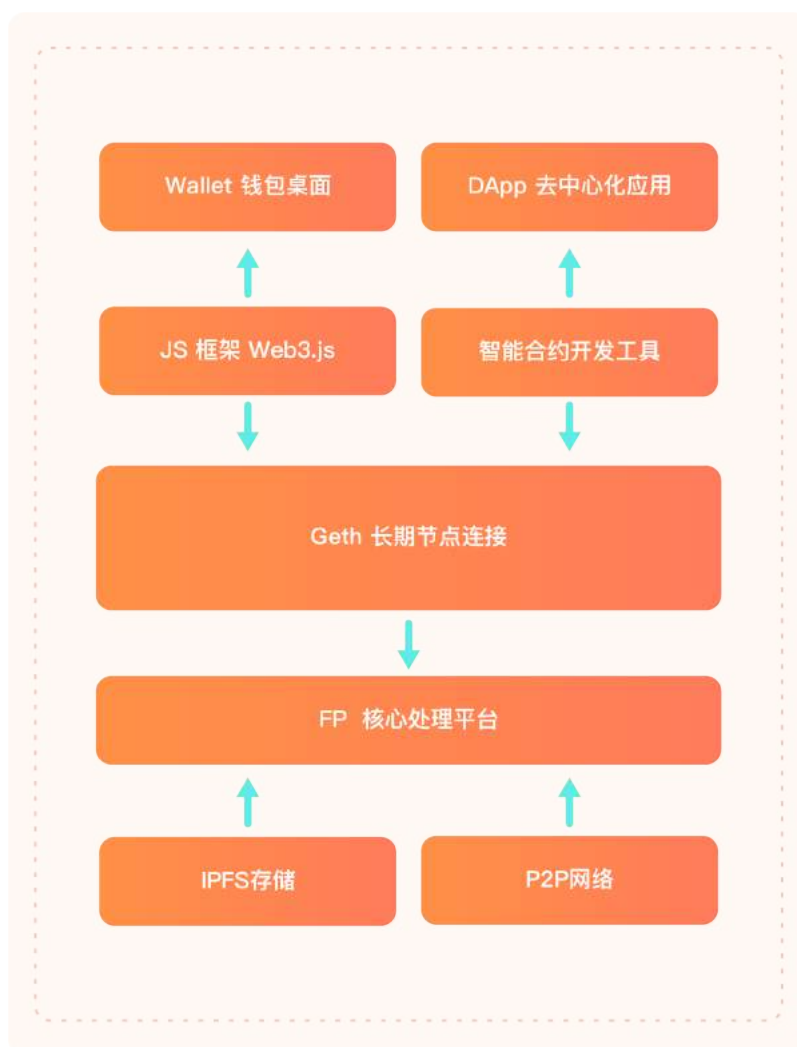 Wallet 钱包桌面
DApp 去中心化应用
JS 框架 Web3.js
智能合约开发工具
Geth 长期节点连接
FP 核心处理平台
IPFS存储
P2P网络